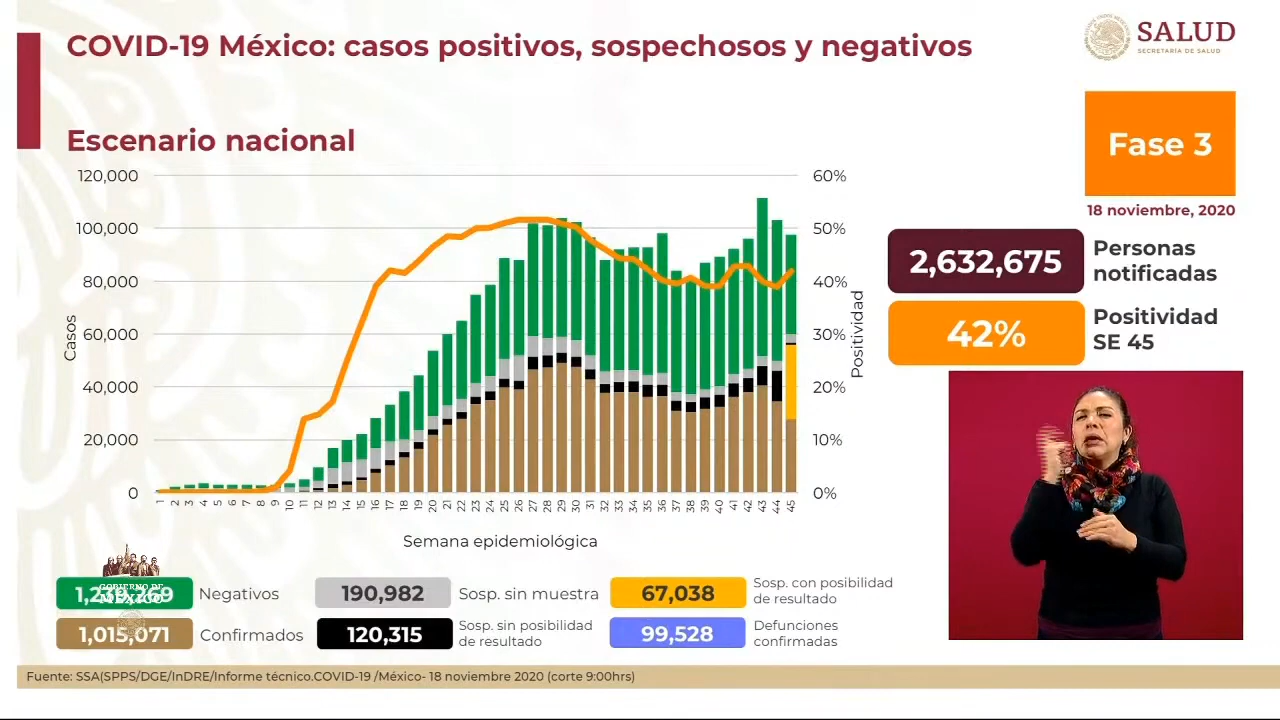 COVID-19 México: casos positivos, sospechosos y negativos
SALUD
SECRETARÍA DE SALUD
Escenario nacional
Fase 3
18 noviembre, 2020
2,632,675
Personas
notificadas
42%
Positividad
SE 45
Casos
120,000
100,000
80,000
60,000
40,000
20,000
0
60%
50%
40%
30%
20%
10%
0%
Positividad
1 2 3 4 5 6 7 8 9 10 11 12 13 14 15 16 17 18 19 20 21 22 23 24 25 26 27 28 29 30 31 32 33 34 35 36 37 38 39 40 41 42 43 44 45
Semana epidemiológica
Negativos
190,982
Sosp. sin muestra
67,038
Sosp. con posibilidad
de resultado
GOBIERNO DE
MÉXICO
1,015,071
Confirmados
120,315
Sosp. sin posibilidad
de resultado
99,528
Defunciones
confirmadas
Fuente: SSA(SPPS/DGE/InDRE/Informe técnico.COVID-19 /México- 18 noviembre 2020 (corte 9:00hrs)